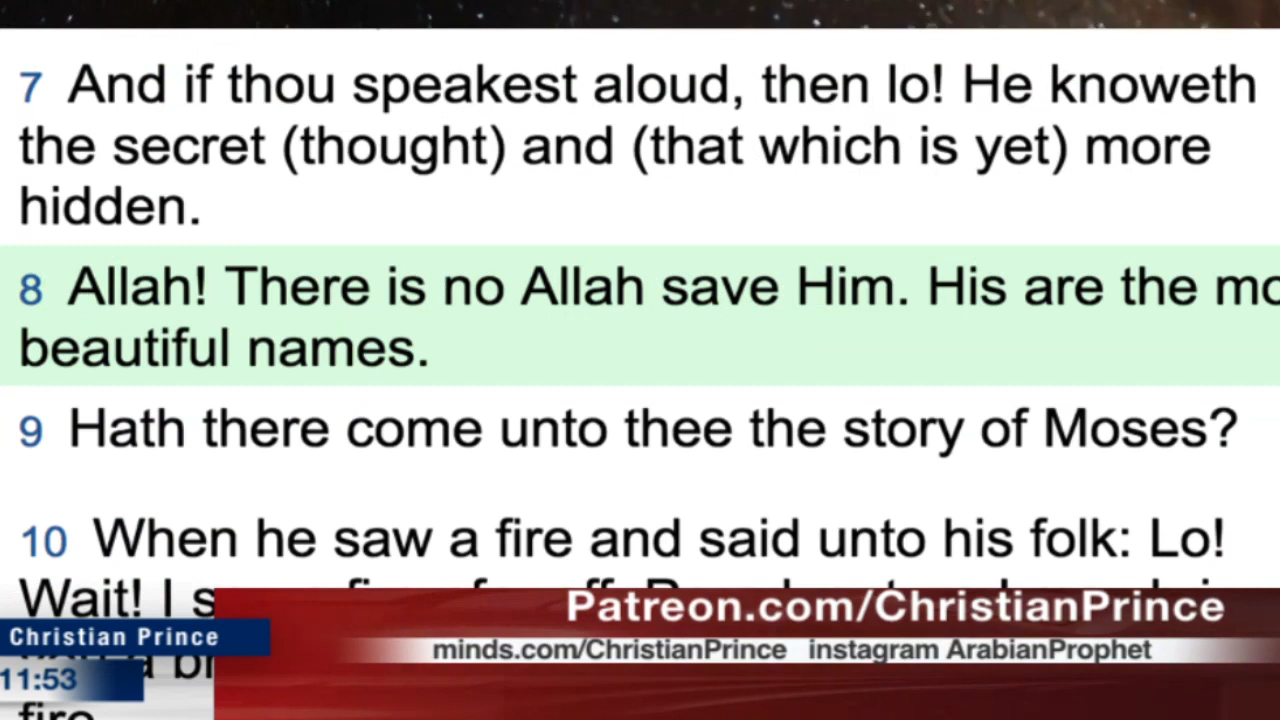 7 And if thou speakest aloud, then lo! He knoweth
the secret (thought) and (that which is yet) more
hidden.
8 Allah! There is no Allah save Him. His are the mo
beautiful names.
9 Hath there come unto thee the story of Moses?
10 When he saw a fire and said unto his folk: Lo!
Wait! I
Patreon.com/ChristianPrince
Christian Prince
minds.com/ChristianPrince instagram ArabianProphet
11:53
fire